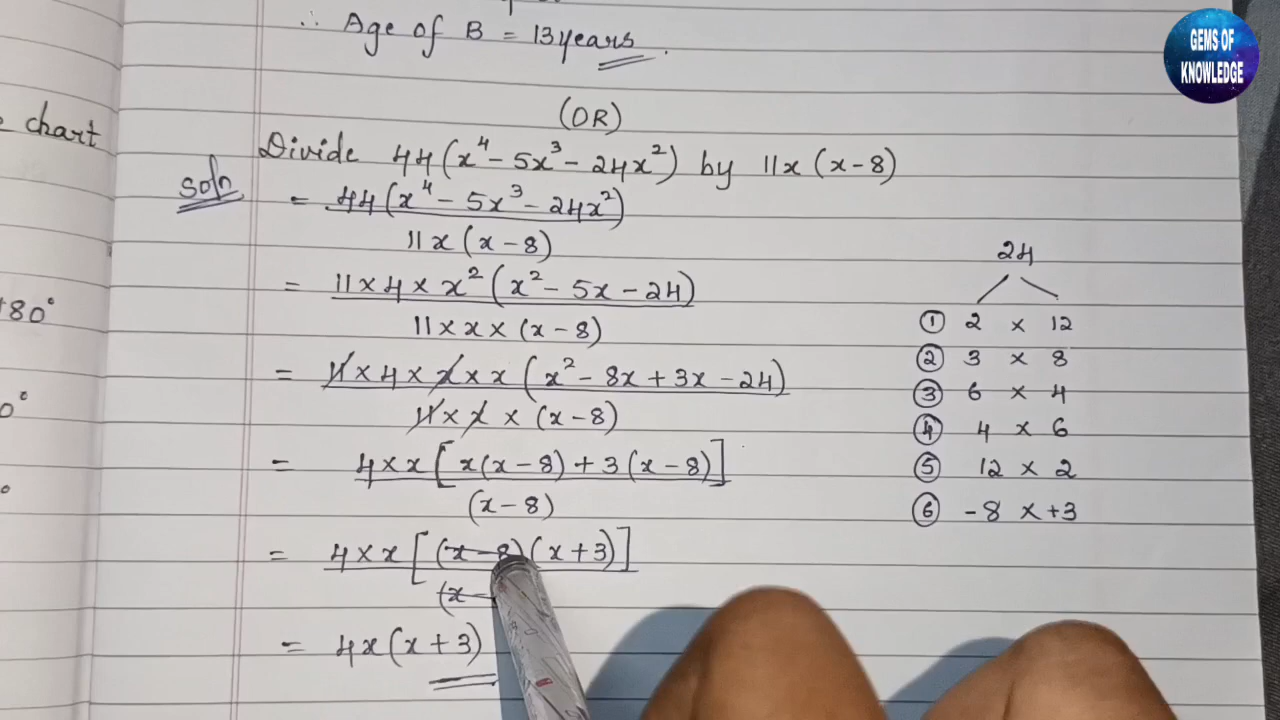 ∴ Age of B = 13 years.
(OR)
Divide 44(x⁴ - 5x³ - 24x²) by 11x(x-8)
Soln
= 44(x⁴ - 5x³ - 24x²)
11x(x-8)
= 11 × 4 × x²(x² - 5x - 24)
11 × x × (x-8)
= 11 × 4 × x × x (x² - 8x + 3x - 24)
11 × x × (x-8)
= 4 × x [x(x-8) + 3(x-8)]
(x-8)
= 4 × x [(x-8)(x+3)]
(x-
= 4x(x+3)
24
① 2 × 12
② 3 × 8
③ 6 × 4
④ 4 × 6
⑤ 12 × 2
⑥ -8 × +3
chart
80°
0°
GEMS OF
KNOWLEDGE